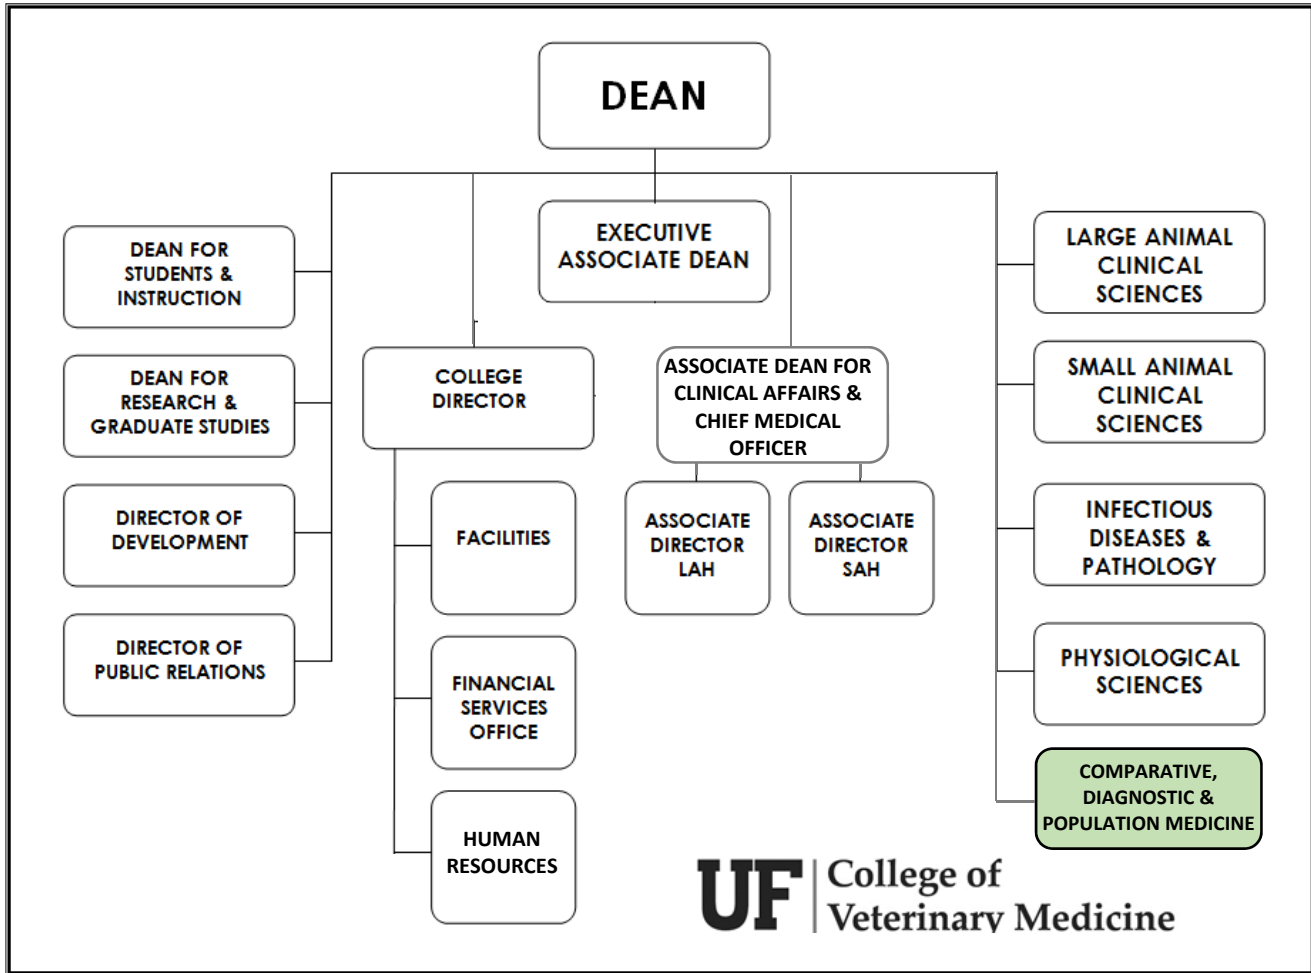 DEAN
EXECUTIVE
ASSOCIATE DEAN
DEAN FOR
STUDENTS &
INSTRUCTION
DEAN FOR
RESEARCH &
GRADUATE STUDIES
DIRECTOR OF
DEVELOPMENT
DIRECTOR OF
PUBLIC RELATIONS
COLLEGE
DIRECTOR
FACILITIES
FINANCIAL
SERVICES
OFFICE
HUMAN
RESOURCES
ASSOCIATE DEAN FOR
CLINICAL AFFAIRS &
CHIEF MEDICAL
OFFICER
ASSOCIATE
DIRECTOR
LAH
ASSOCIATE
DIRECTOR
SAH
LARGE ANIMAL
CLINICAL
SCIENCES
SMALL ANIMAL
CLINICAL
SCIENCES
INFECTIOUS
DISEASES &
PATHOLOGY
PHYSIOLOGICAL
SCIENCES
COMPARATIVE,
DIAGNOSTIC &
POPULATION MEDICINE
UF
College of
Veterinary Medicine